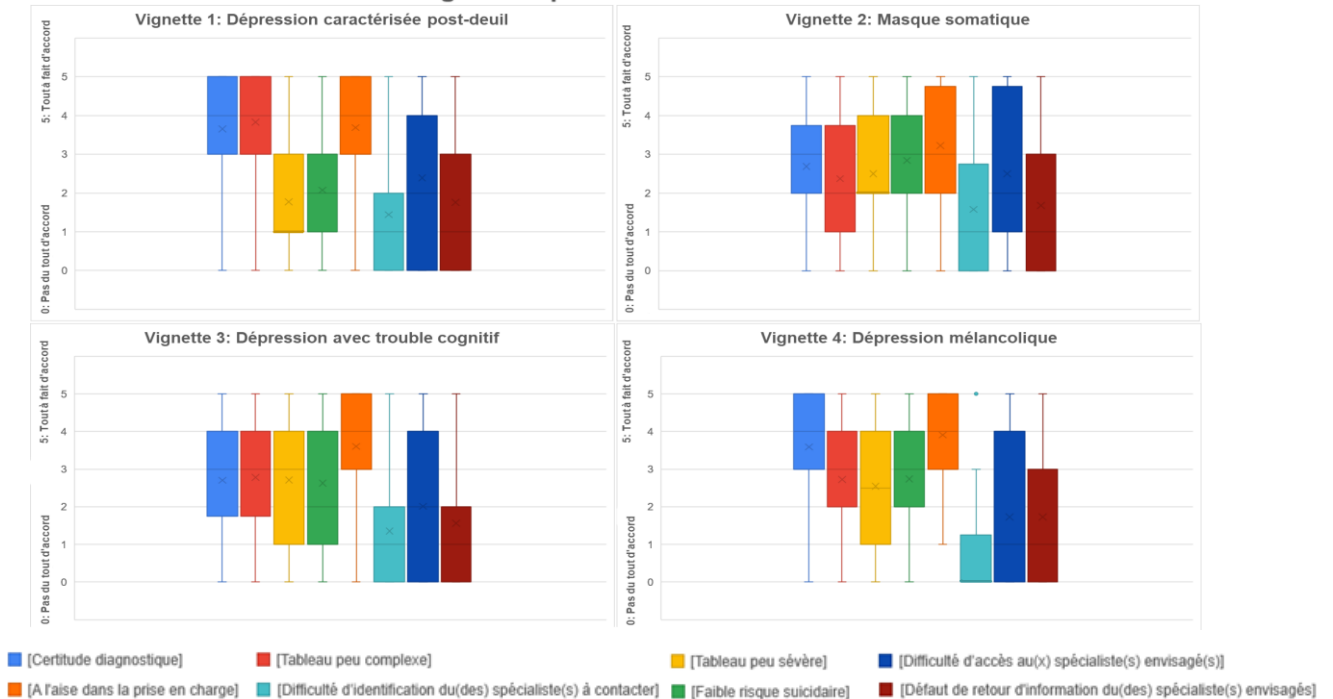 Vignette 1: Dépression caractérisée post-deuil
5: Tout à fait d'accord
0: Pas du tout d'accord
5
4
3
2
1
0
Vignette 2: Masque somatique
5: Tout à fait d'accord
0: Pas du tout d'accord
5
4
3
2
1
0
Vignette 3: Dépression avec trouble cognitif
5: Tout à fait d'accord
0: Pas du tout d'accord
5
4
3
2
1
0
Vignette 4: Dépression mélancolique
5: Tout à fait d'accord
0: Pas du tout d'accord
5
4
3
2
1
0
[Certitude diagnostique] [Tableau peu complexe] [Tableau peu sévère] [Difficulté d'accès au(x) spécialiste(s) envisagé(s)]
[A l'aise dans la prise en charge] [Difficulté d'identification du(des) spécialiste(s) à contacter] [Faible risque suicidaire] [Défaut de retour d'information du(des) spécialiste(s) envisagés]